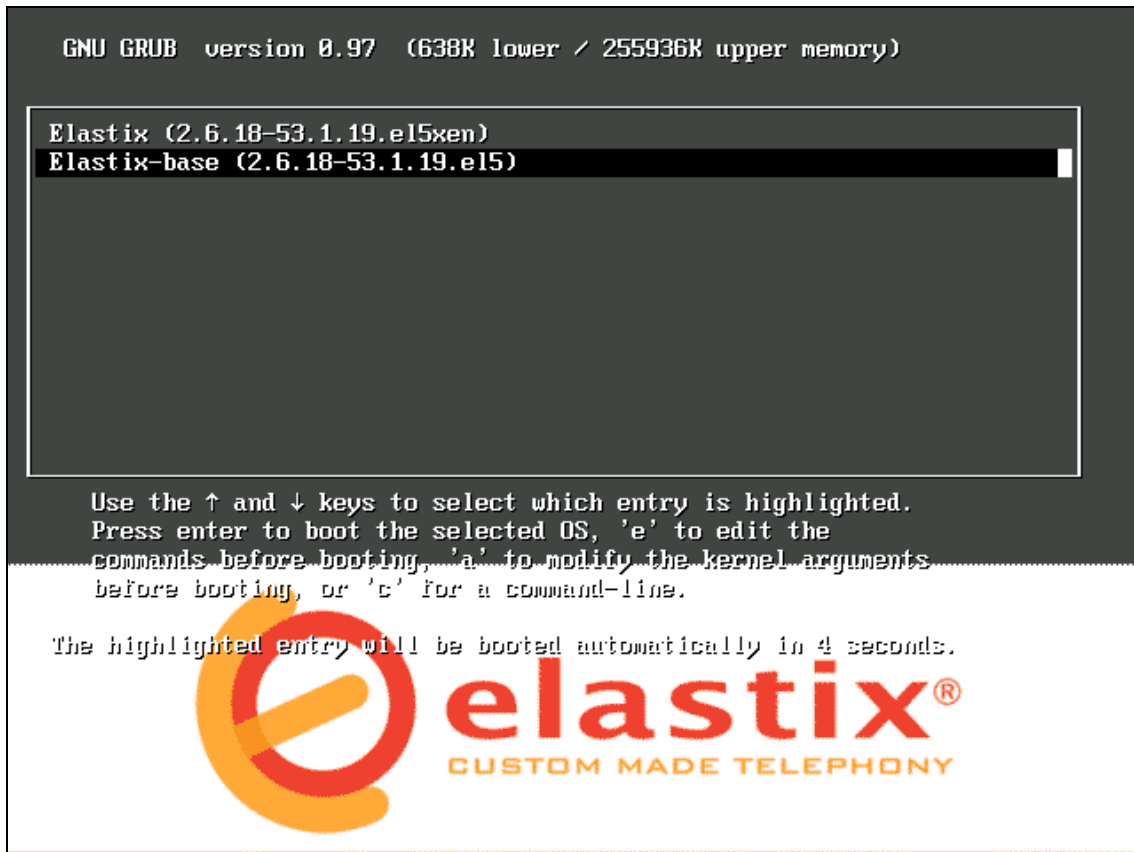 GNU GRUB version 0.97 (638K lower / 255936K upper memory)
Elastix (2.6.18-53.1.19.el5xen)
Elastix-base (2.6.18-53.1.19.el5)
Use the ↑ and ↓ keys to select which entry is highlighted.
Press enter to boot the selected OS, 'e' to edit the
commands before booting, 'a' to modify the kernel arguments
before booting, or 'c' for a command-line.
The highlighted entry will be booted automatically in 4 seconds.
elastix®
CUSTOM MADE TELEPHONY